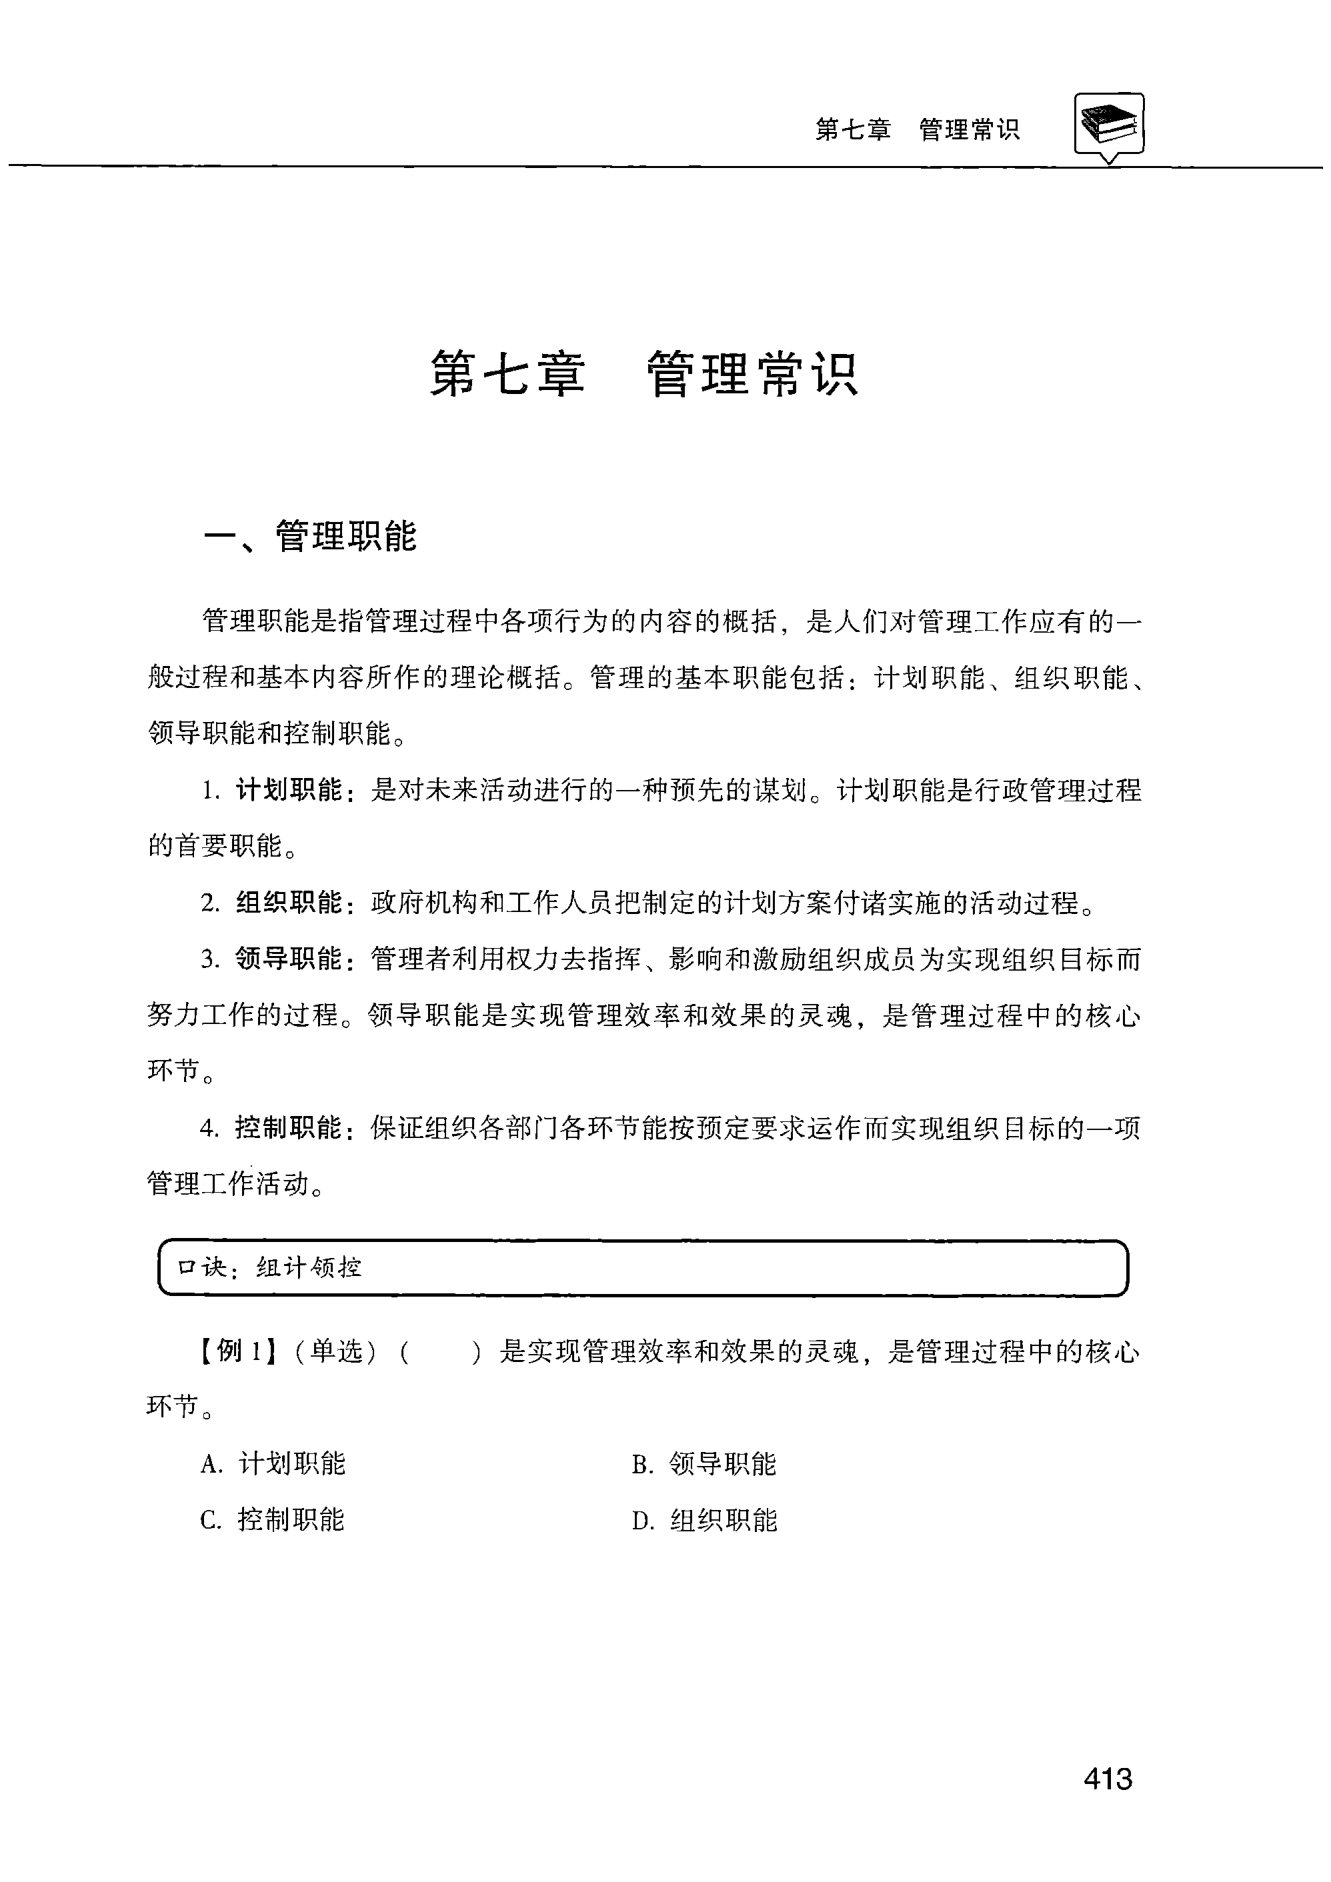 第七章 管理常识
第七章 管理常识
一、管理职能
管理职能是指管理过程中各项行为的内容的概括，是人们对管理工作应有的一
般过程和基本内容所作的理论概括。管理的基本职能包括：计划职能、组织职能、
领导职能和控制职能。
1. 计划职能：是对未来活动进行的一种预先的谋划。计划职能是行政管理过程
的首要职能。
2. 组织职能：政府机构和工作人员把制定的计划方案付诸实施的活动过程。
3. 领导职能：管理者利用权力去指挥、影响和激励组织成员为实现组织目标而
努力工作的过程。领导职能是实现管理效率和效果的灵魂，是管理过程中的核心
环节。
4. 控制职能：保证组织各部门各环节能按预定要求运作而实现组织目标的一项
管理工作活动。
口诀：组计领控
【例 1】（单选）（ ）是实现管理效率和效果的灵魂，是管理过程中的核心
环节。
A. 计划职能 B. 领导职能
C. 控制职能 D. 组织职能
413